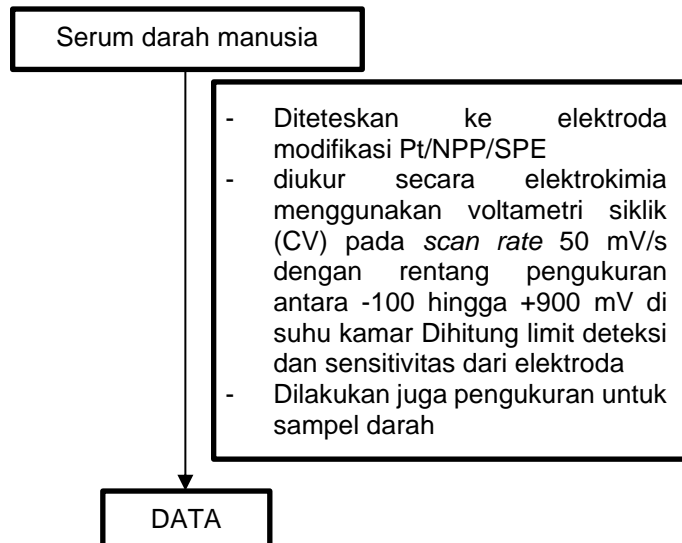 Serum darah manusia
- Diteteskan ke elektroda
modifikasi Pt/NPP/SPE
- diukur secara elektrokimia
menggunakan voltametri siklik
(CV) pada scan rate 50 mV/s
dengan rentang pengukuran
antara -100 hingga +900 mV di
suhu kamar Dihitung limit deteksi
dan sensitivitas dari elektroda
- Dilakukan juga pengukuran untuk
sampel darah
DATA